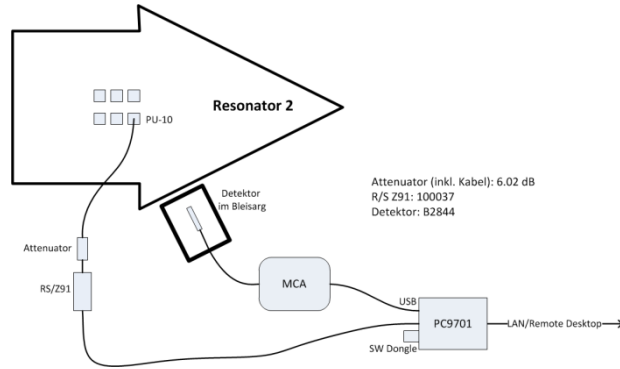 Resonator 2
PU-10
Detektor
im Bleisarg
Attenuator (inkl. Kabel): 6.02 dB
R/S Z91: 100037
Detektor: B2844
Attenuator
RS/Z91
MCA
USB
PC9701
LAN/Remote Desktop
SW Dongle